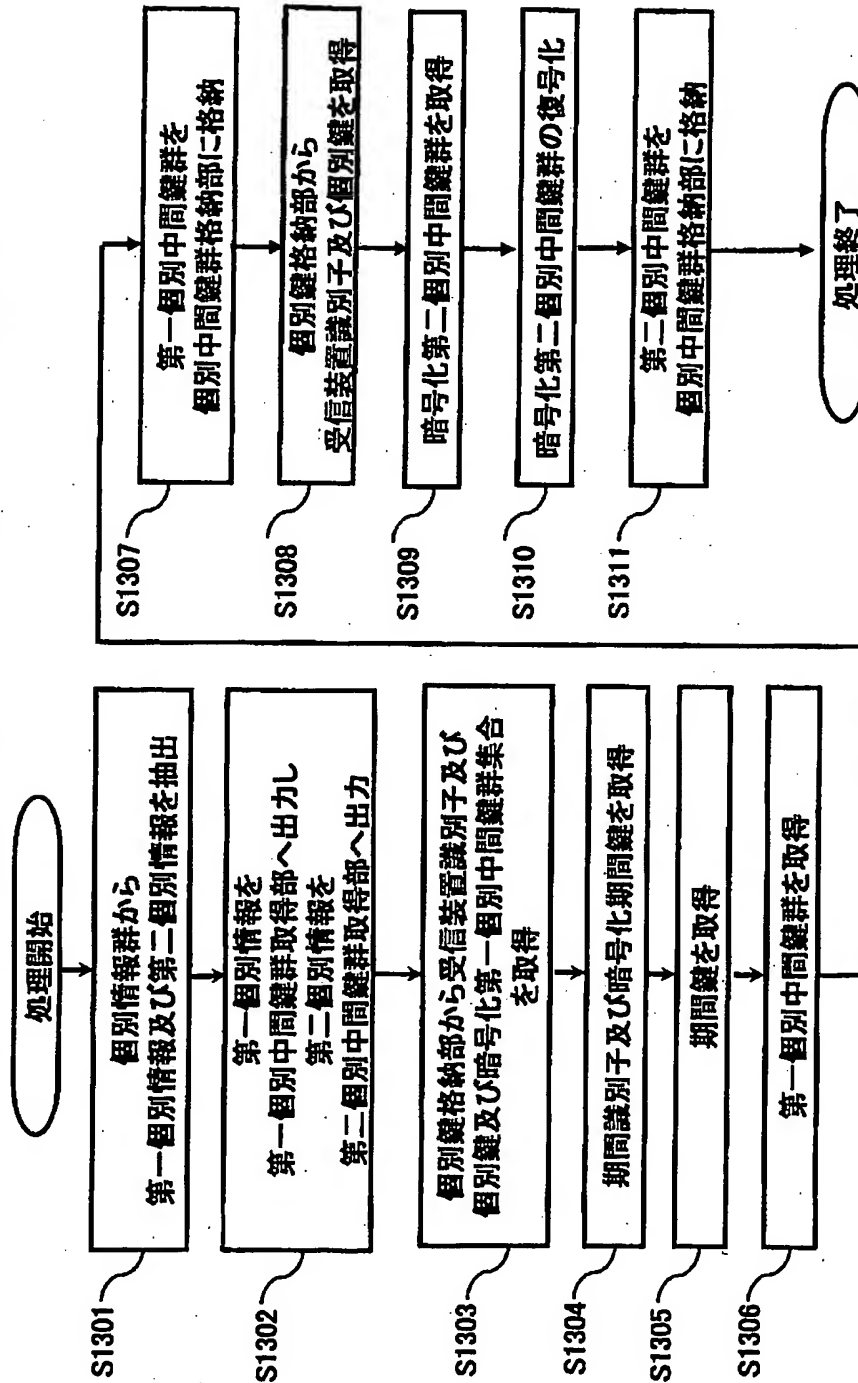 処理開始
S1301
個別情報群から
第一個別情報及び第二個別情報を抽出
S1302
第一個別情報を
第一個別中間鍵群取得部へ出力し
第二個別情報を
第二個別中間鍵群取得部へ出力
S1303
個別鍵格納部から受信装置識別子及び
個別鍵及び暗号化第一個別中間鍵群集合
を取得
S1304
期間識別子及び暗号化期間鍵を取得
S1305
期間鍵を取得
S1306
第一個別中間鍵群を取得
S1307
第一個別中間鍵群を
個別中間鍵群格納部に格納
S1308
個別鍵格納部から
受信装置識別子及び個別鍵を取得
S1309
暗号化第二個別中間鍵群を取得
S1310
暗号化第二個別中間鍵群の復号化
S1311
第二個別中間鍵群を
個別中間鍵群格納部に格納
処理終了